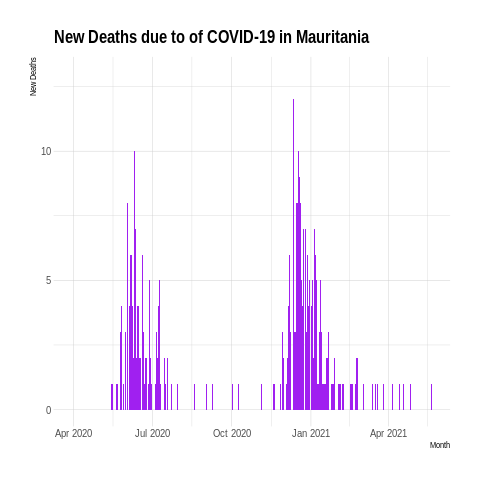 New Deaths due to of COVID-19 in Mauritania
New Deaths
10
5
0
Apr 2020 Jul 2020 Oct 2020 Jan 2021 Apr 2021
Month